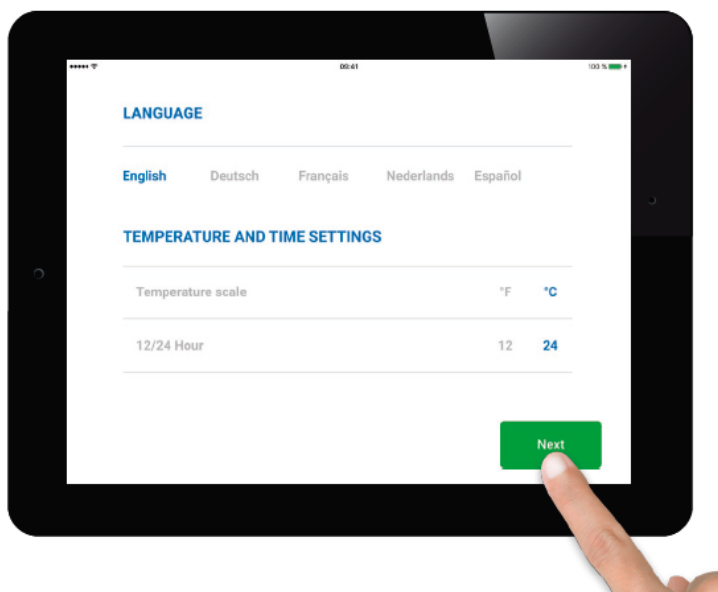 09:41
100 %
LANGUAGE
English Deutsch Français Nederlands Español
TEMPERATURE AND TIME SETTINGS
Temperature scale °F °C
12/24 Hour 12 24
Next